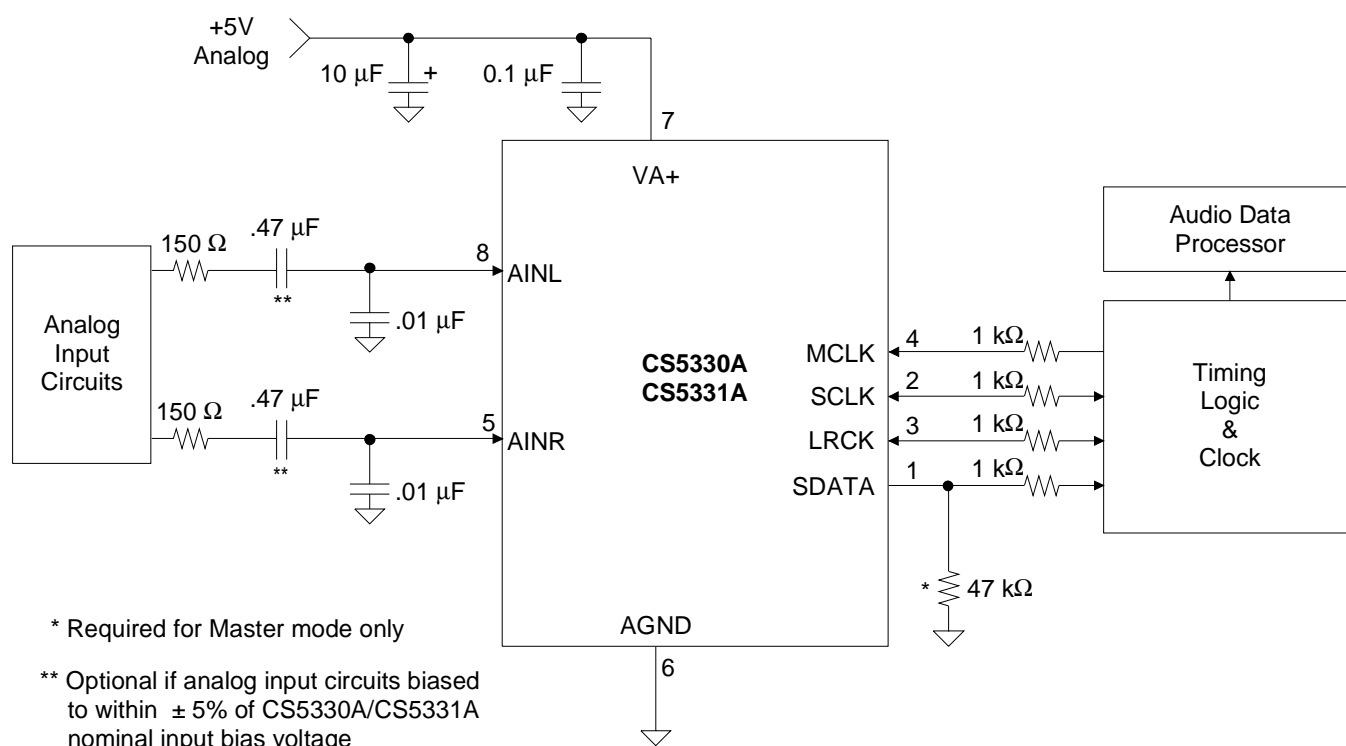 +5V
Analog
10 µF
+
0.1 µF
7
VA+
.47 µF
150 Ω
**
8
AINL
.01 µF
Analog
Input
Circuits
.47 µF
150 Ω
**
5
AINR
.01 µF
CS5330A
CS5331A
MCLK
4
1 kΩ
SCLK
2
1 kΩ
LRCK
3
1 kΩ
SDATA
1
1 kΩ
Audio Data
Processor
Timing
Logic
&
Clock
*
47 kΩ
AGND
6
* Required for Master mode only
** Optional if analog input circuits biased
to within ± 5% of CS5330A/CS5331A
nominal input bias voltage